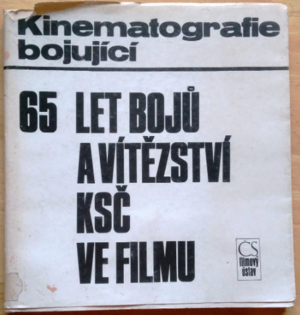 Kinematografie
bojující
65 LET BOJŮ
A VÍTĚZSTVÍ
KSČ
VE FILMU
ČS
filmový
ústav